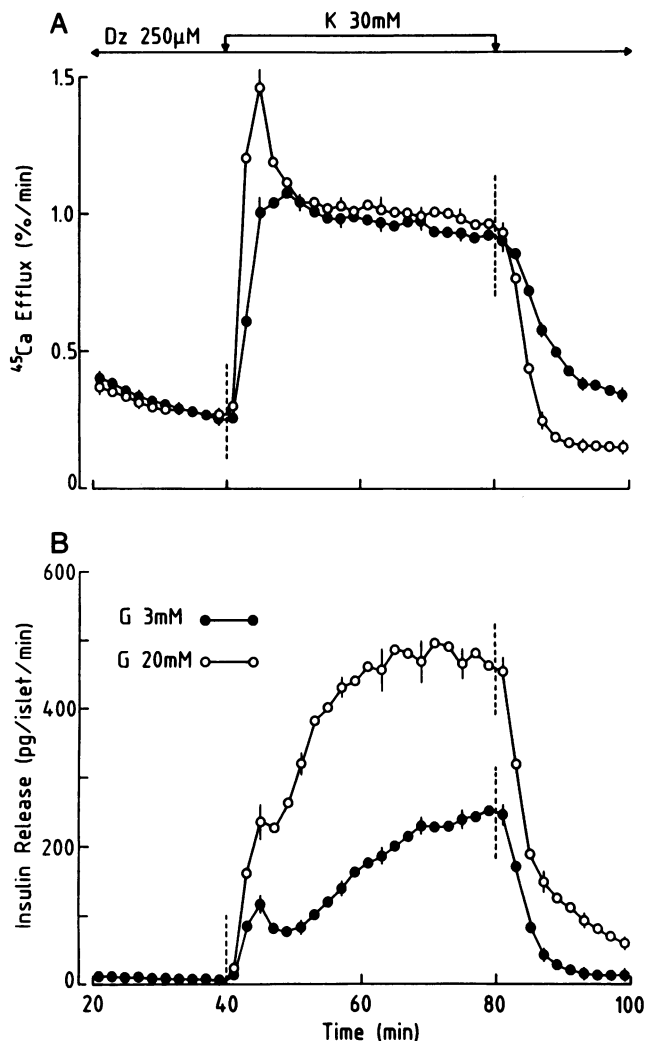 A
Dz 250μM
K 30mM
1.5
1.0
0.5
0
⁴⁵Ca Efflux (%/min)
B
600
400
200
0
Insulin Release (pg/islet/min)
G 3mM
G 20mM
20 40 60 80 100
Time (min)